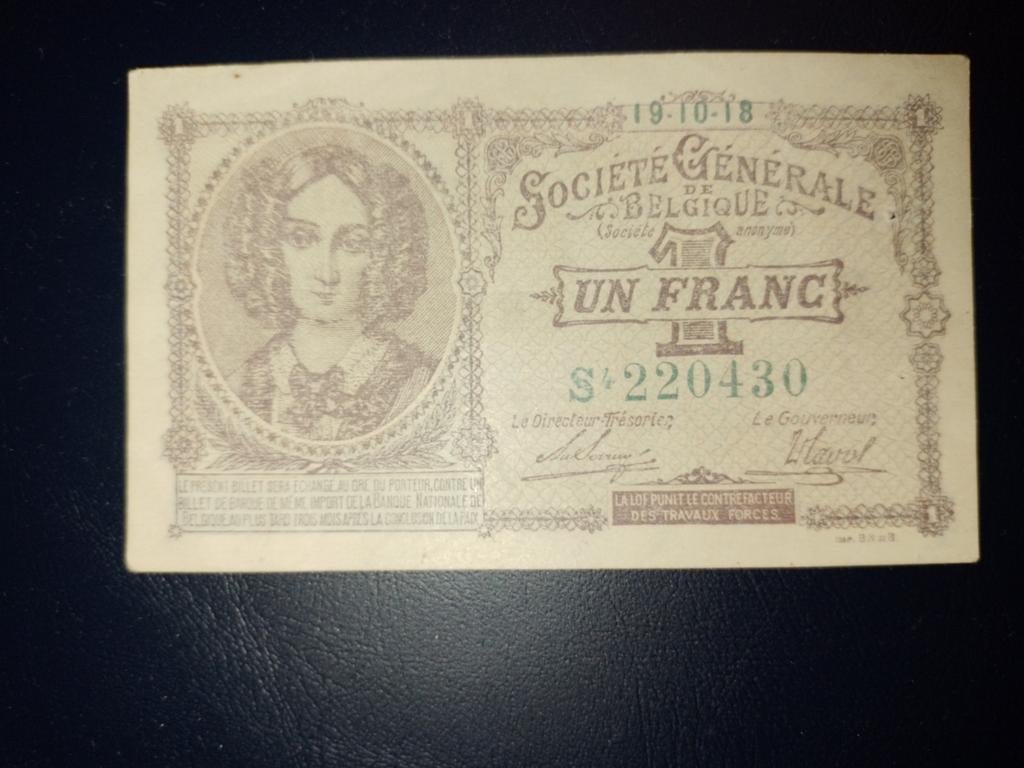 1 1 1
19-10-18
SOCIÉTÉ GÉNÉRALE
DE
BELGIQUE
(Société anonyme)
1
UN FRANC
S4 220430
Le Directeur-Trésorier, Le Gouverneur,
LE PRÉSENT BILLET SERA ÉCHANGÉ, AU GRÉ DU PORTEUR, CONTRE UN
BILLET DE BANQUE DE MÊME IMPORT DE LA BANQUE NATIONALE DE
BELGIQUE, AU PLUS TARD TROIS MOIS APRÈS LA CONCLUSION DE LA PAIX
LA LOI PUNIT LE CONTREFACTEUR
DES TRAVAUX FORCÉS.
1